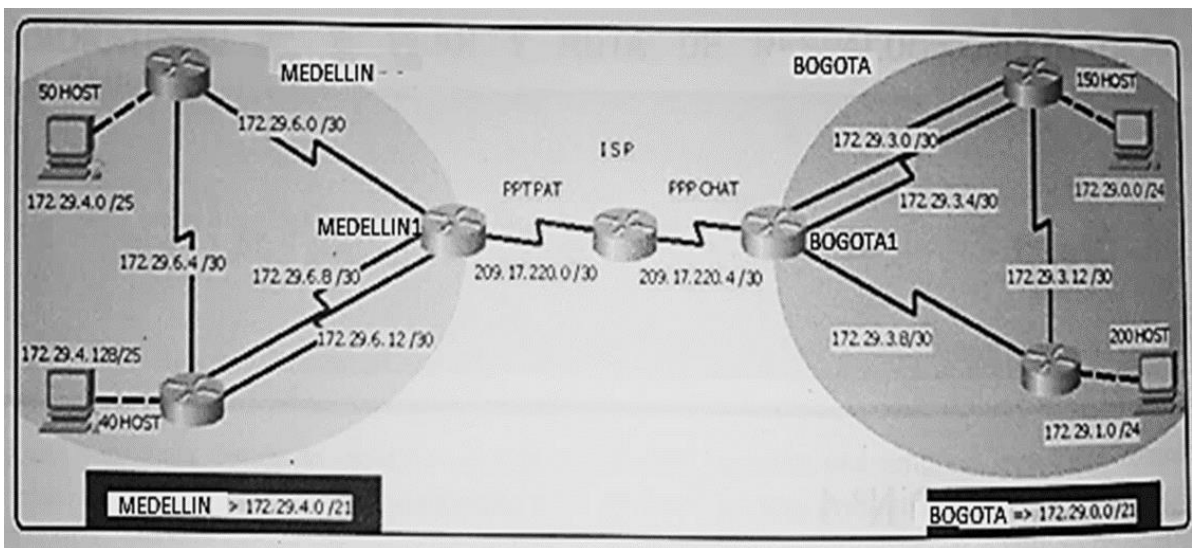 MEDELLIN - -
BOGOTA
50 HOST
150 HOST
172.29.6.0 /30
172.29.3.0 /30
ISP
172.29.4.0 /25
PPTPAT
PPP CHAT
172.29.0.0 /24
172.29.3.4/30
MEDELLIN1
BOGOTA1
172.29.6.4 /30
172.29.6.8 /30
209.17.220.0 /30
209.17.220.4 /30
172.29.3.12 /30
172.29.6.12 /30
172.29.3.8/30
200 HOST
172.29.4.128/25
40 HOST
172.29.1.0 /24
MEDELLIN > 172.29.4.0 /21
BOGOTA => 172.29.0.0 /21